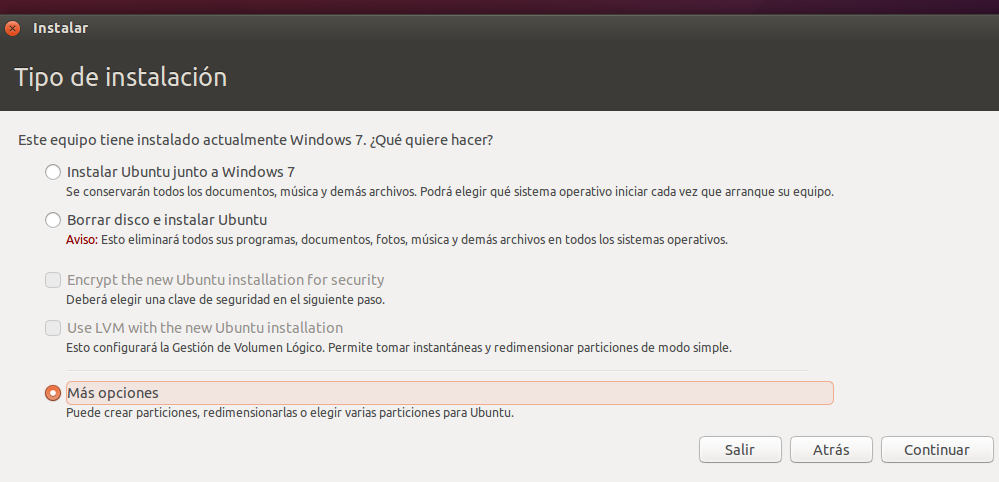 Instalar
Tipo de instalación
Este equipo tiene instalado actualmente Windows 7. ¿Qué quiere hacer?
Instalar Ubuntu junto a Windows 7
Se conservarán todos los documentos, música y demás archivos. Podrá elegir qué sistema operativo iniciar cada vez que arranque su equipo.
Borrar disco e instalar Ubuntu
Aviso: Esto eliminará todos sus programas, documentos, fotos, música y demás archivos en todos los sistemas operativos.
Encrypt the new Ubuntu installation for security
Deberá elegir una clave de seguridad en el siguiente paso.
Use LVM with the new Ubuntu installation
Esto configurará la Gestión de Volumen Lógico. Permite tomar instantáneas y redimensionar particiones de modo simple.
Más opciones
Puede crear particiones, redimensionarlas o elegir varias particiones para Ubuntu.
Salir Atrás Continuar